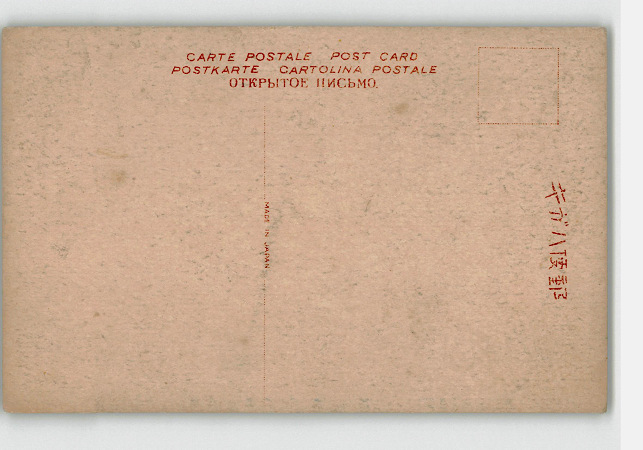 CARTE POSTALE POST CARD
POSTKARTE CARTOLINA POSTALE
ОТКРЫТОЕ ПИСЬМО.
MADE IN JAPAN